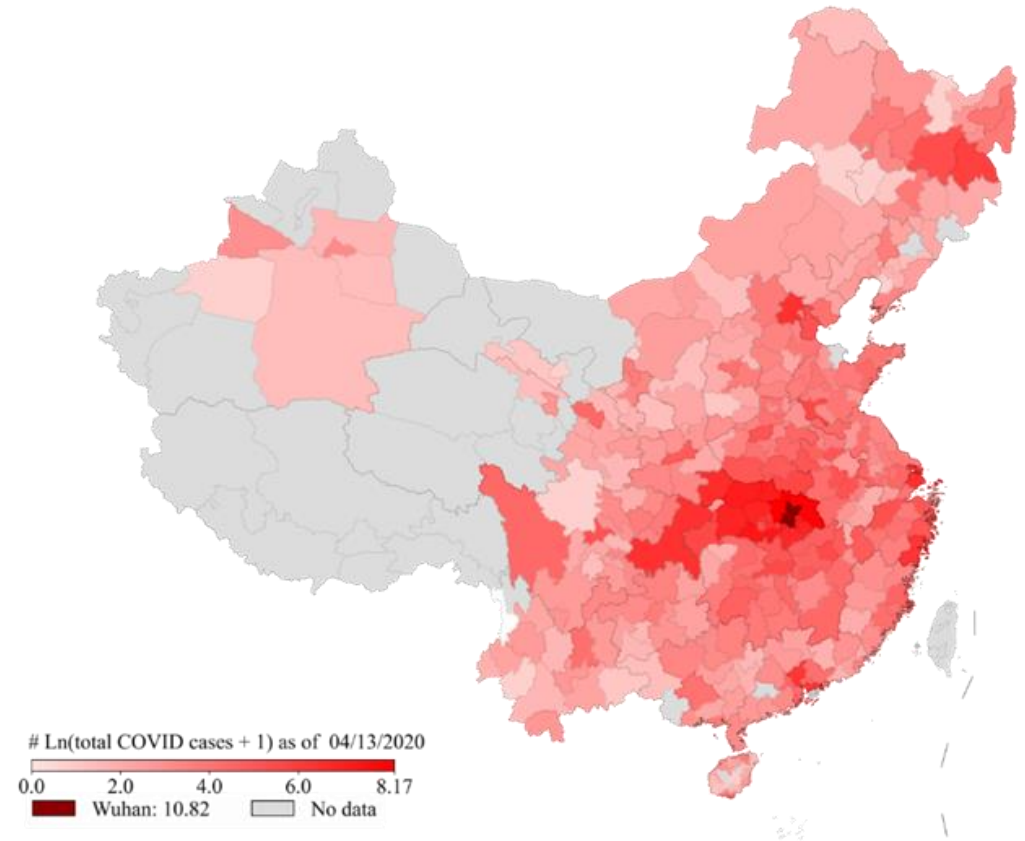 # Ln(total COVID cases + 1) as of 04/13/2020
0.0 2.0 4.0 6.0 8.17
Wuhan: 10.82 No data